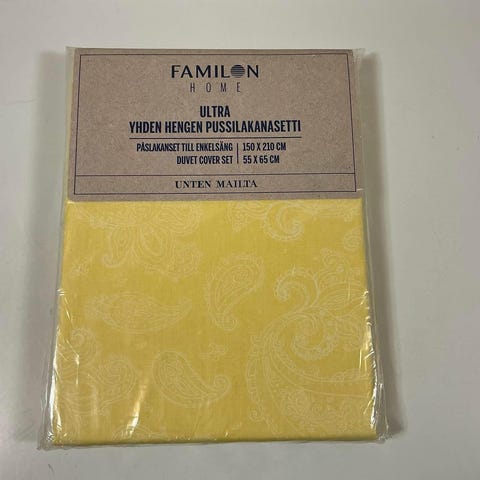 FAMILON
HOME
ULTRA
YHDEN HENGEN PUSSILAKANASETTI
PÅSLAKANSET TILL ENKELSÄNG | 150 X 210 CM
DUVET COVER SET | 55 X 65 CM
UNTEN MAILTA